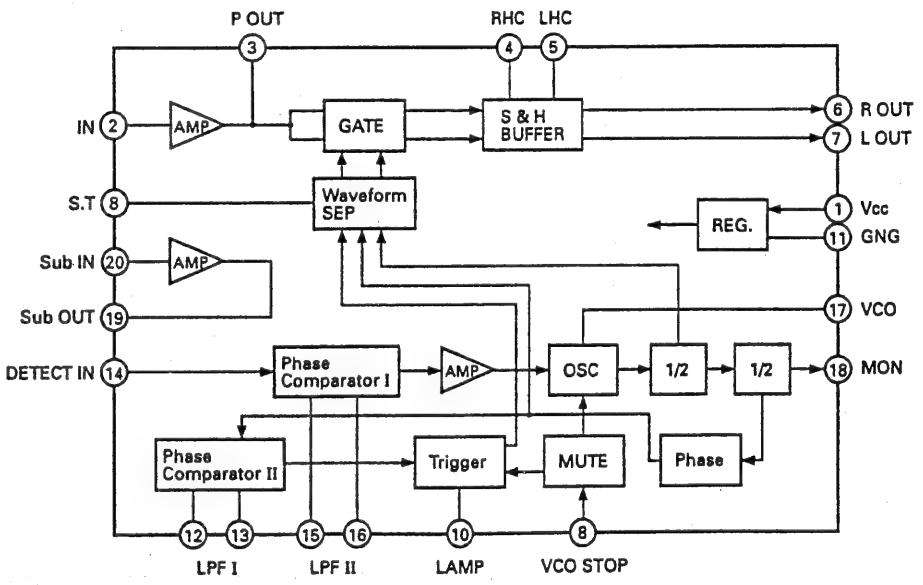 P OUT
RHC LHC
3
4
5
IN 2
AMP
GATE
S & H
BUFFER
6 R OUT
7 L OUT
S.T 8
Waveform
SEP
REG.
1 Vcc
11 GNG
Sub IN 20
AMP
Sub OUT 19
17 VCO
DETECT IN 14
Phase
Comparator I
AMP
OSC
1/2
1/2
18 MON
Phase
Comparator II
Trigger
MUTE
Phase
12
13
15
16
10
8
LPF I
LPF II
LAMP
VCO STOP